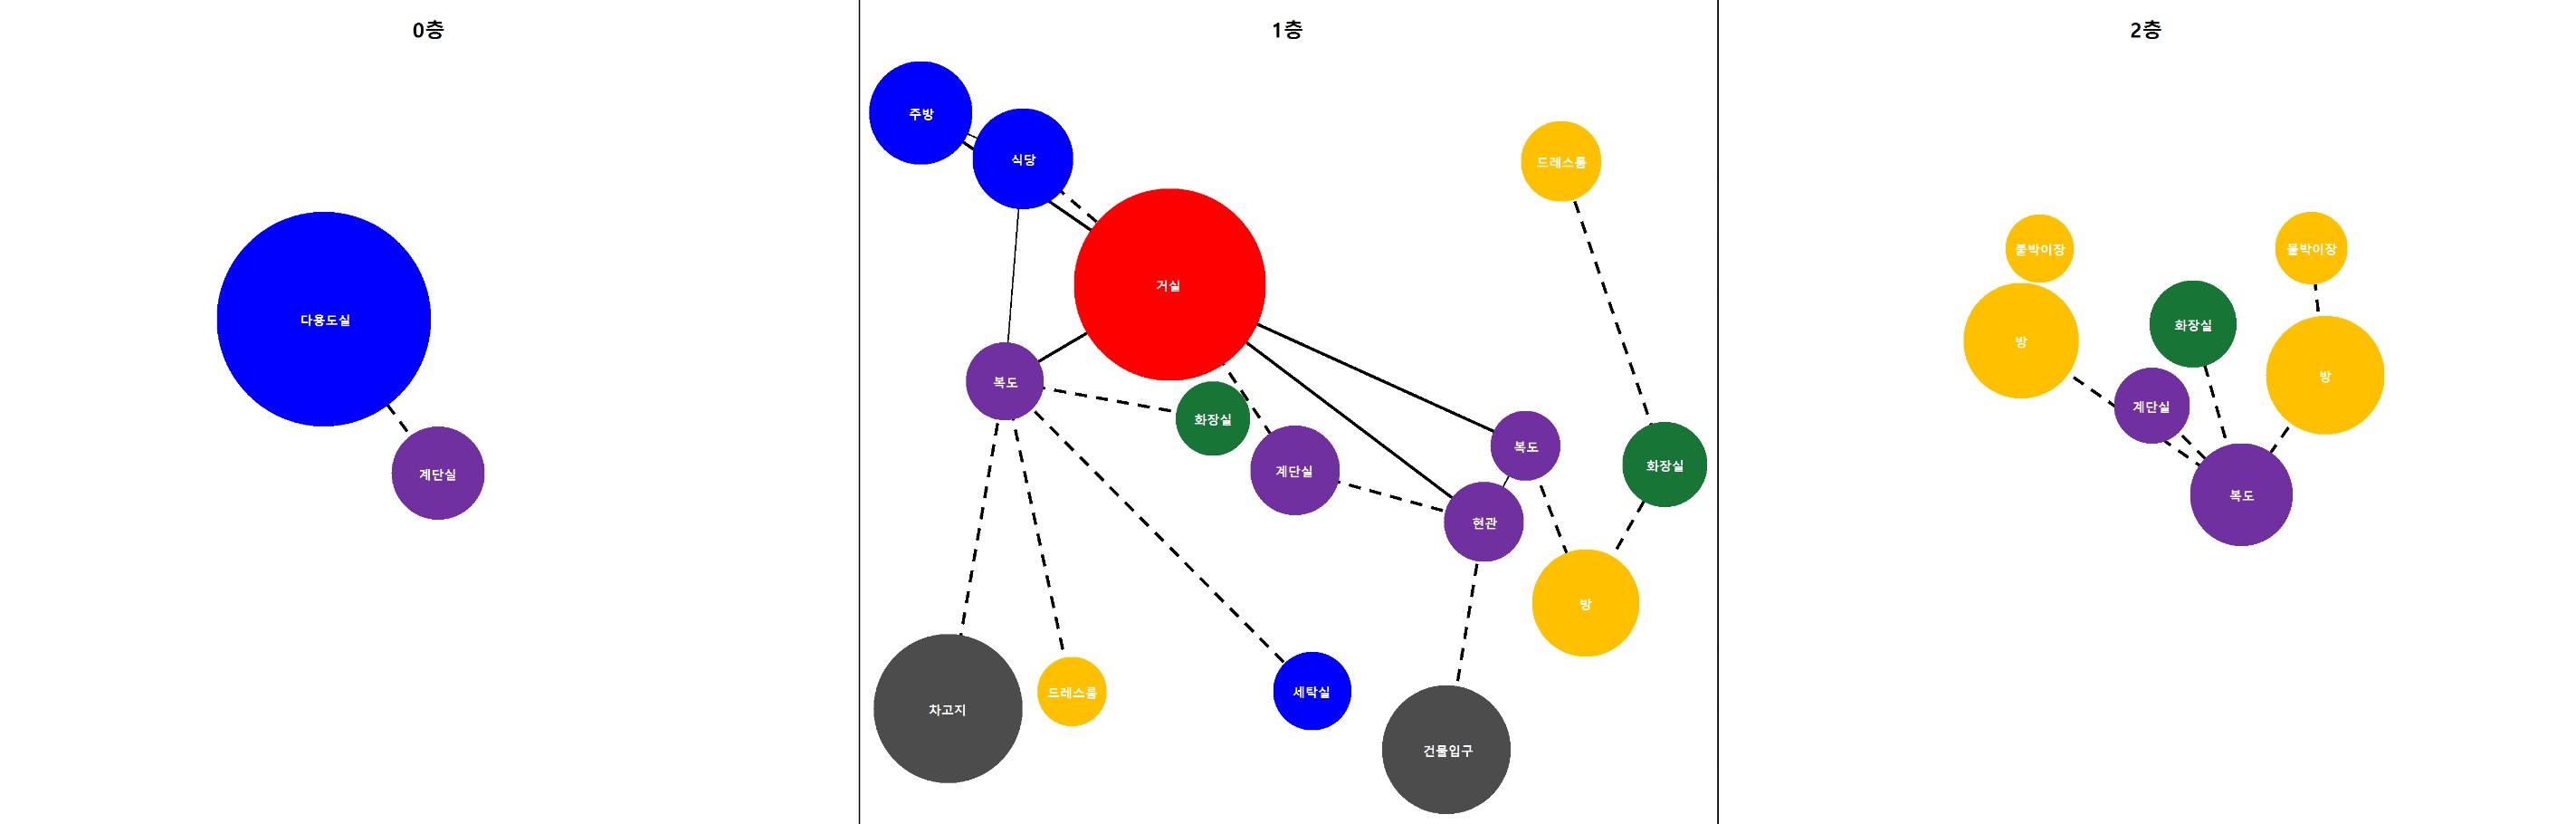 0층
다용도실
계단실
1층
주방
식당
드레스룸
거실
복도
화장실
계단실
복도
화장실
현관
방
차고지
드레스룸
세탁실
건물입구
2층
붙박이장
붙박이장
화장실
방
방
계단실
복도